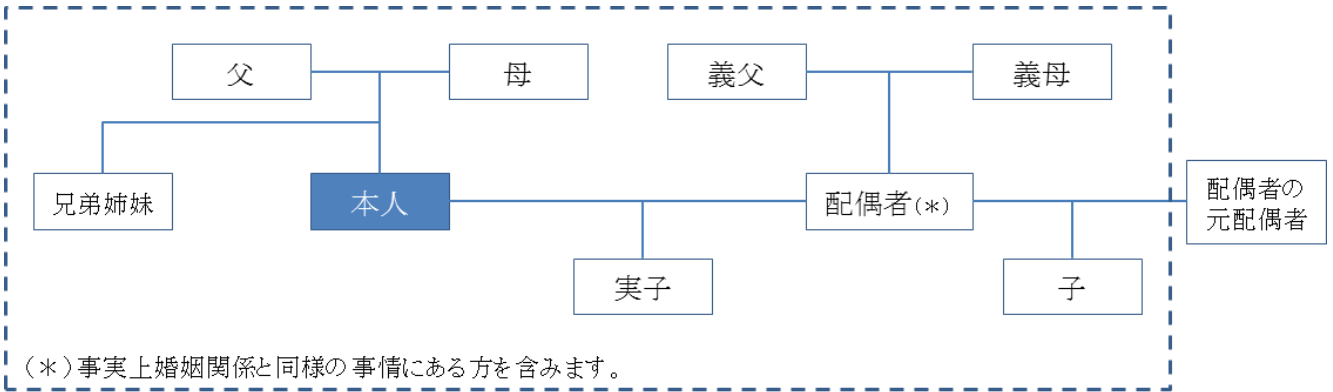 父
母
義父
義母
兄弟姉妹
本人
配偶者(＊)
配偶者の
元配偶者
実子
子
(＊)事実上婚姻関係と同様の事情にある方を含みます。